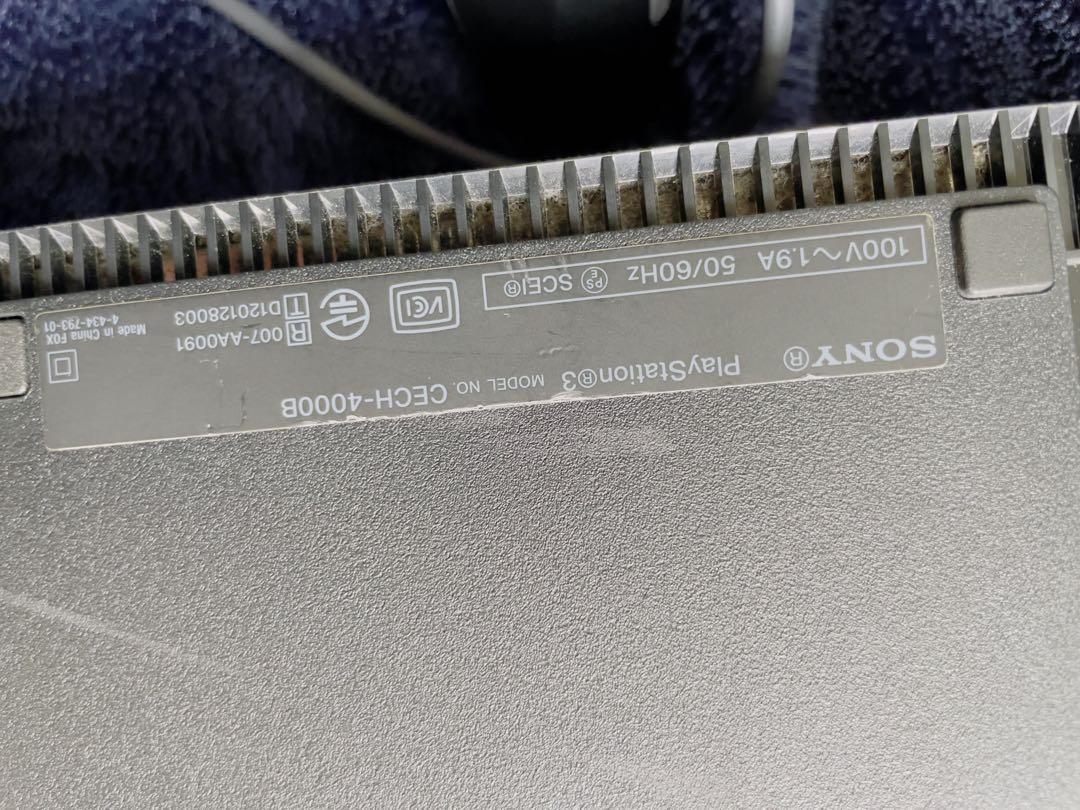 SONY®
PlayStation®3 MODEL NO. CECH-4000B
100V～1.9A 50/60Hz PS E SCEI®
VCI
R 007-AA0091
T D120128003
Made in China FOX
4-434-793-01